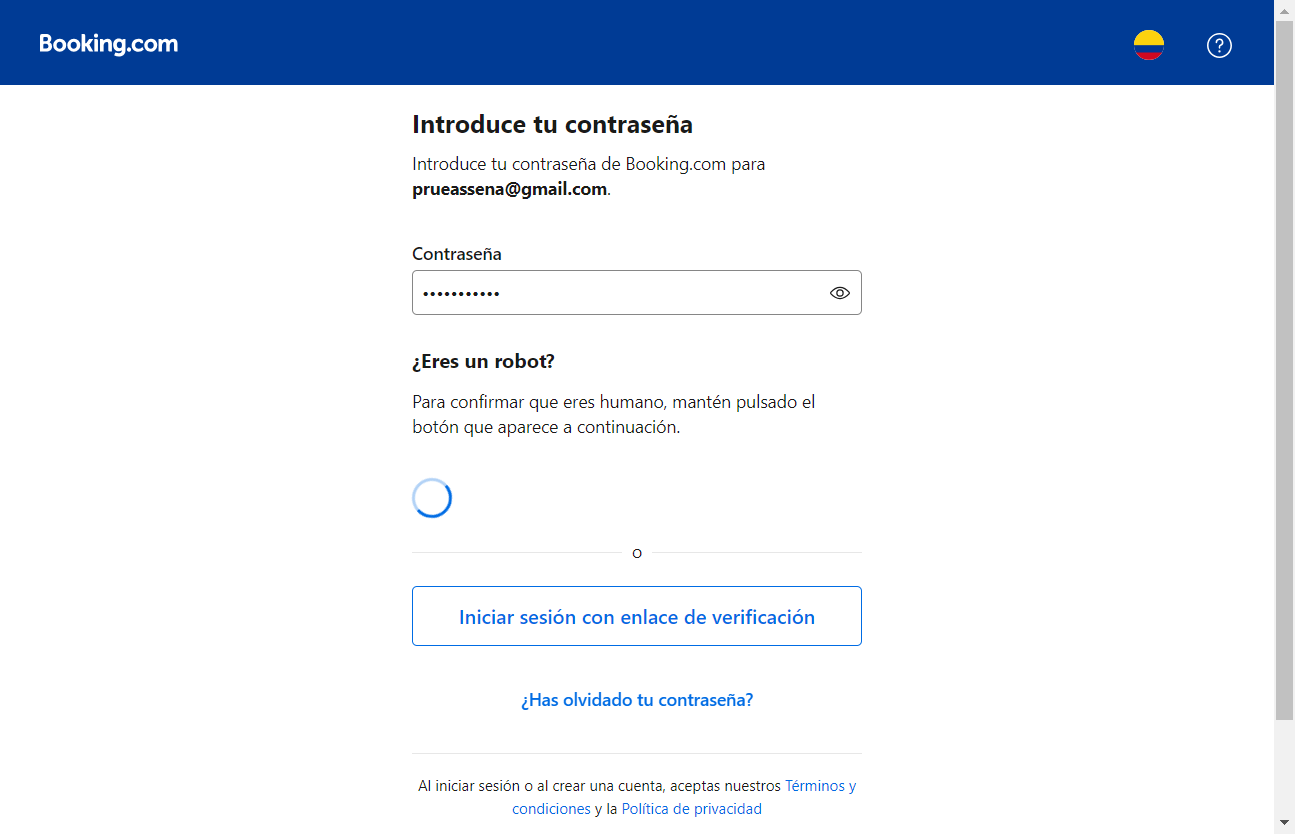 Booking.com
Introduce tu contraseña
Introduce tu contraseña de Booking.com para
prueassena@gmail.com.
Contraseña
•••••••••••
¿Eres un robot?
Para confirmar que eres humano, mantén pulsado el
botón que aparece a continuación.
o
Iniciar sesión con enlace de verificación
¿Has olvidado tu contraseña?
Al iniciar sesión o al crear una cuenta, aceptas nuestros Términos y
condiciones y la Política de privacidad